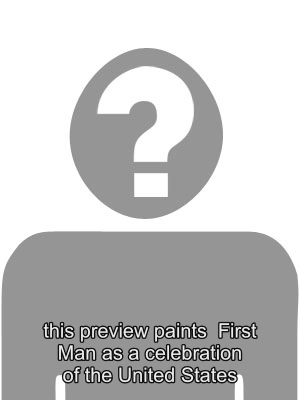 ?
this preview paints  First
Man as a celebration
of the United States